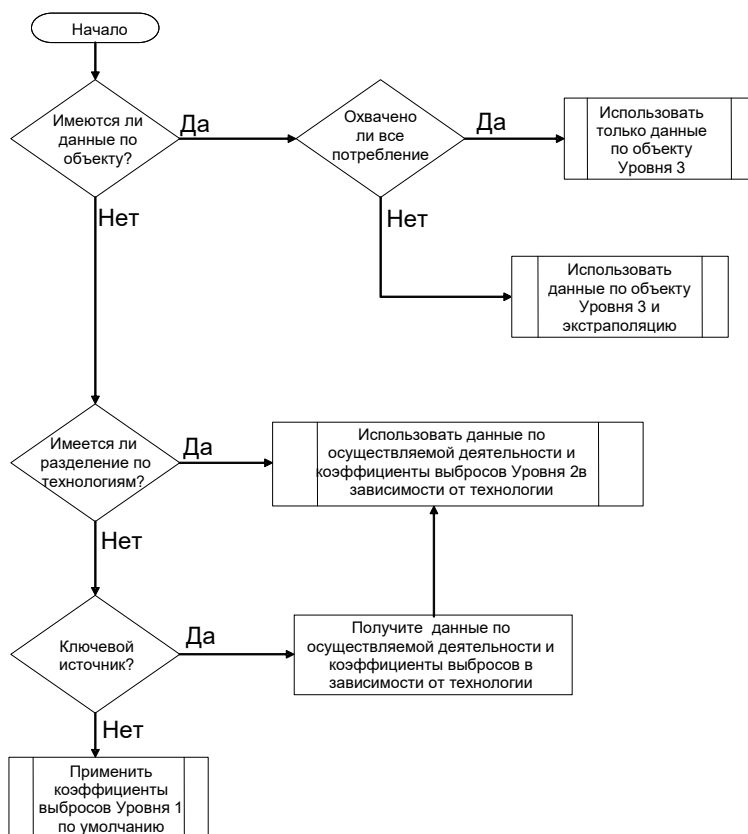 Начало
Имеются ли
данные по
объекту?
Да
Охвачено
ли все
потребление
Да
Использовать
только данные
по объекту
Уровня 3
Нет
Нет
Использовать
данные по объекту
Уровня 3 и
экстраполяцию
Имеется ли
разделение по
технологиям?
Да
Использовать данные по
осуществляемой деятельности и
коэффициенты выбросов Уровня 2в
зависимости от технологии
Нет
Ключевой
источник?
Да
Получите данные по
осуществляемой деятельности и
коэффициенты выбросов в
зависимости от технологии
Нет
Применить
коэффициенты
выбросов Уровня 1
по умолчанию